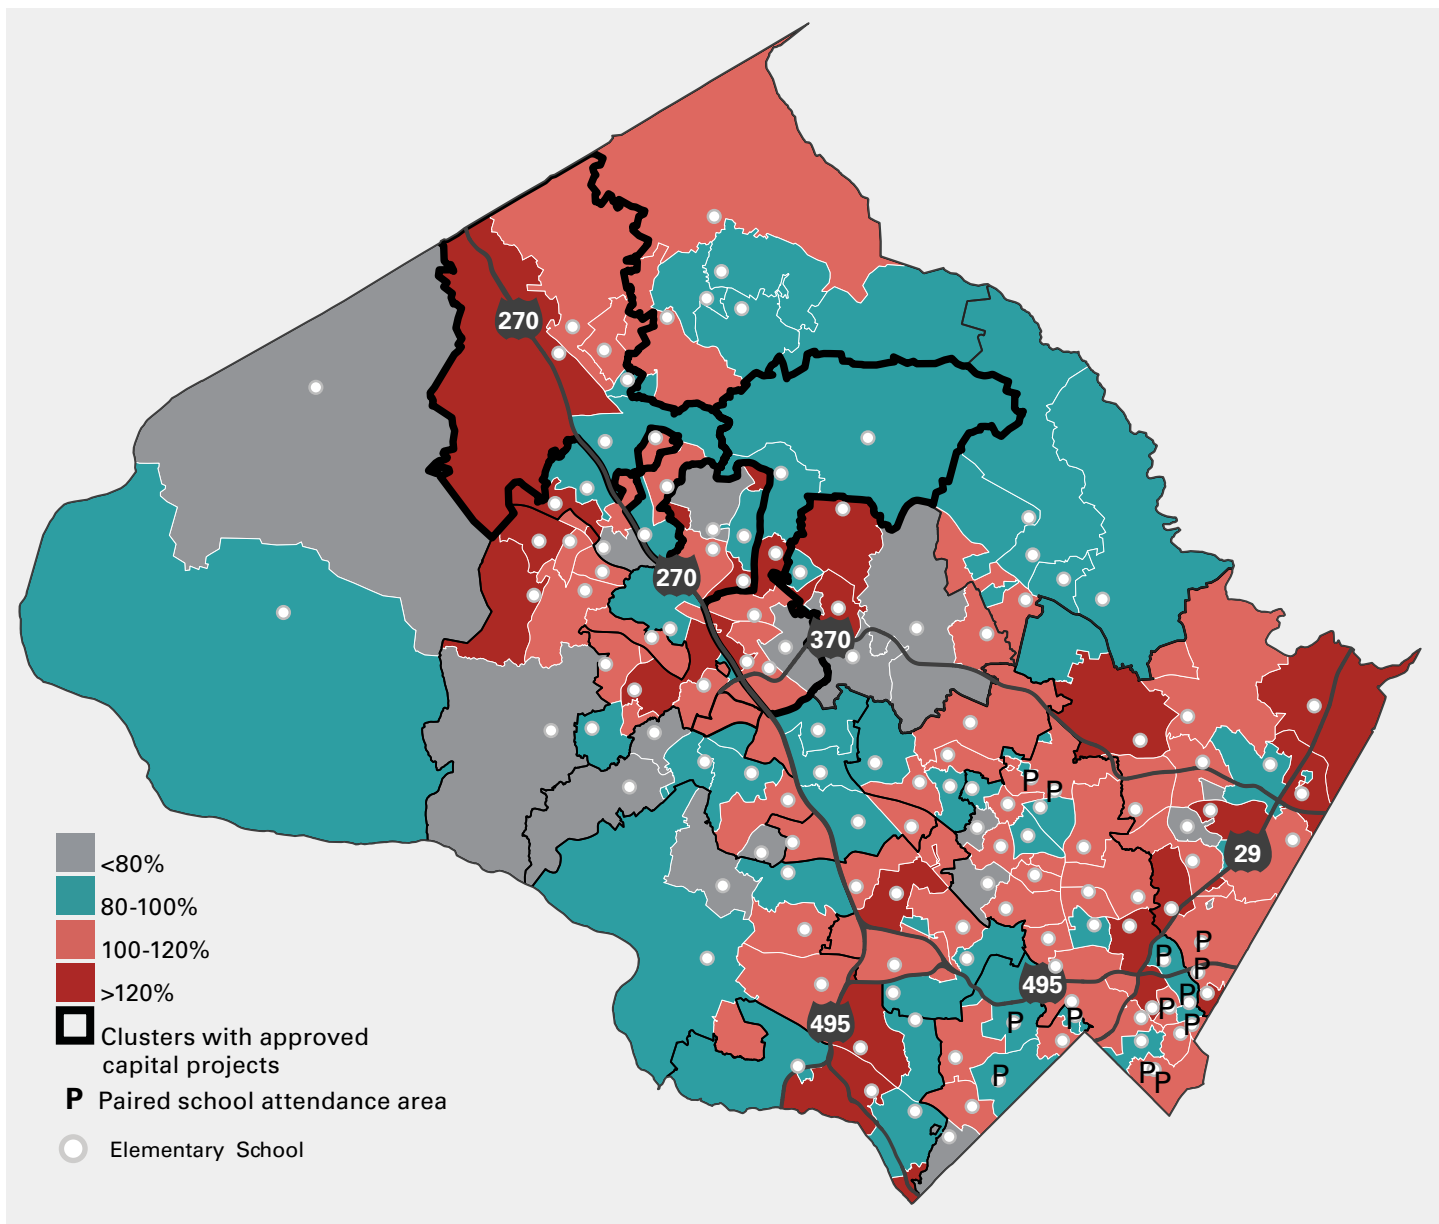 270
270
370
P
P
<80%
29
80-100%
100-120%
P
P
P
>120%
495
P
P
495
P
P
P
P
Clusters with approved
capital projects
P
P
P
P Paired school attendance area
Elementary School